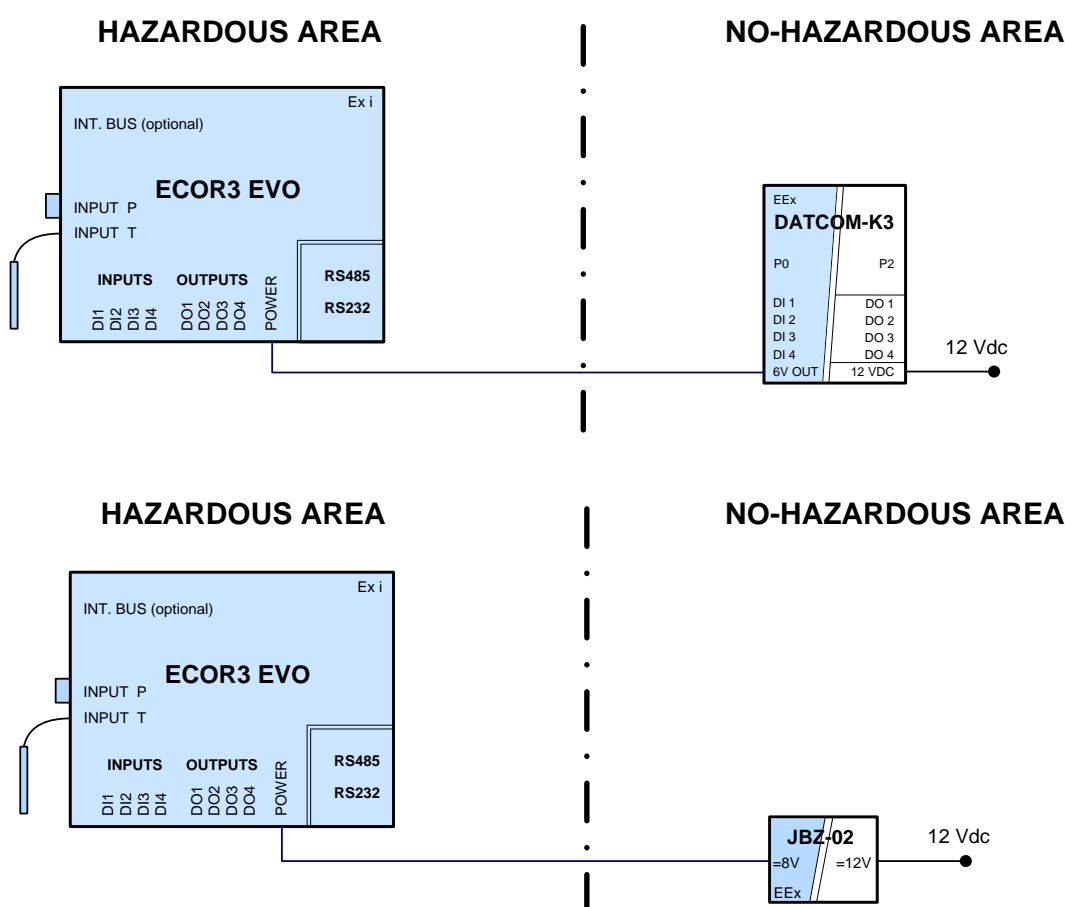 HAZARDOUS AREA
NO-HAZARDOUS AREA
Ex i
INT. BUS (optional)
ECOR3 EVO
INPUT P
INPUT T
INPUTS
OUTPUTS
DI1
DI2
DI3
DI4
DO1
DO2
DO3
DO4
POWER
RS485
RS232
EEx
DATCOM-K3
P0
P2
DI 1
DO 1
DI 2
DO 2
DI 3
DO 3
DI 4
DO 4
6V OUT
12 VDC
12 Vdc
HAZARDOUS AREA
NO-HAZARDOUS AREA
Ex i
INT. BUS (optional)
ECOR3 EVO
INPUT P
INPUT T
INPUTS
OUTPUTS
DI1
DI2
DI3
DI4
DO1
DO2
DO3
DO4
POWER
RS485
RS232
JBZ-02
=8V
=12V
EEx
12 Vdc